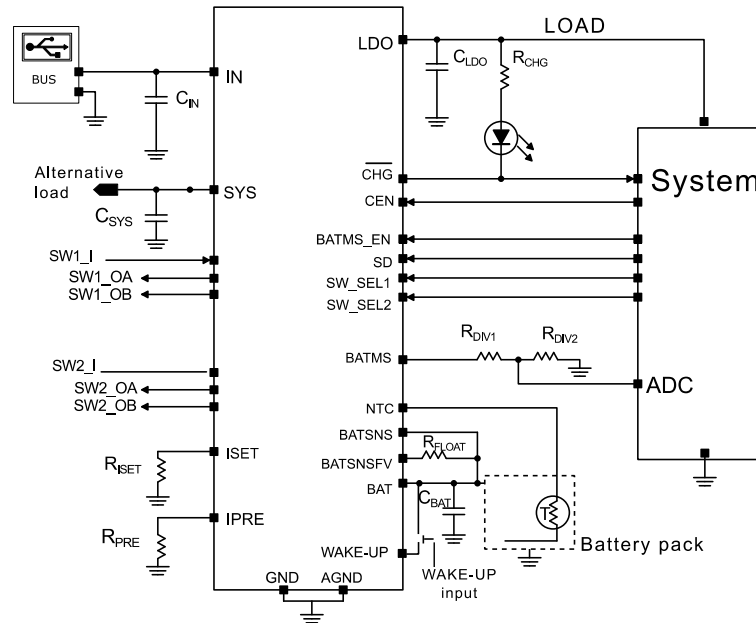 LOAD
LDO
CLDO
RCHG
BUS
IN
CIN
Alternative
load
SYS
CSYS
CHG
CEN
System
BATMS_EN
SD
SW_SEL1
SW_SEL2
SW1_I
SW1_OA
SW1_OB
RDIV1
RDIV2
BATMS
ADC
SW2_I
SW2_OA
SW2_OB
NTC
BATSNS
RFLOAT
BATSNSFV
BAT
CBAT
ISET
RISET
IPRE
RPRE
T
Battery pack
WAKE-UP
WAKE-UP
input
GND
AGND